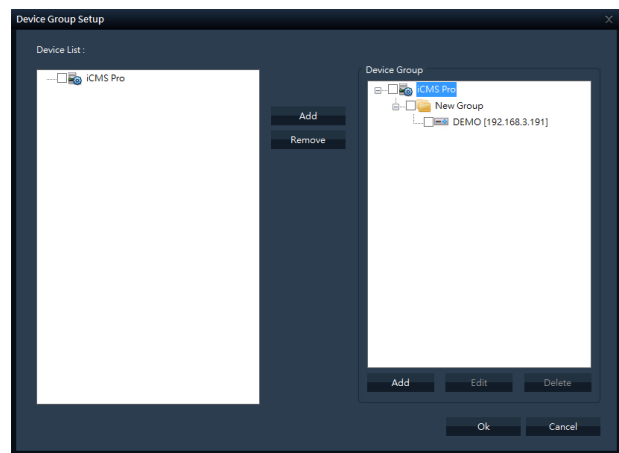 Device Group Setup
X
Device List :
iCMS Pro
Add
Remove
Device Group
iCMS Pro
New Group
DEMO [192.168.3.191]
Add
Edit
Delete
Ok
Cancel